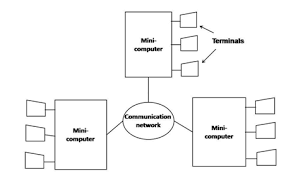 Mini-
computer
Terminals
Communication
network
Mini-
computer
Mini-
computer